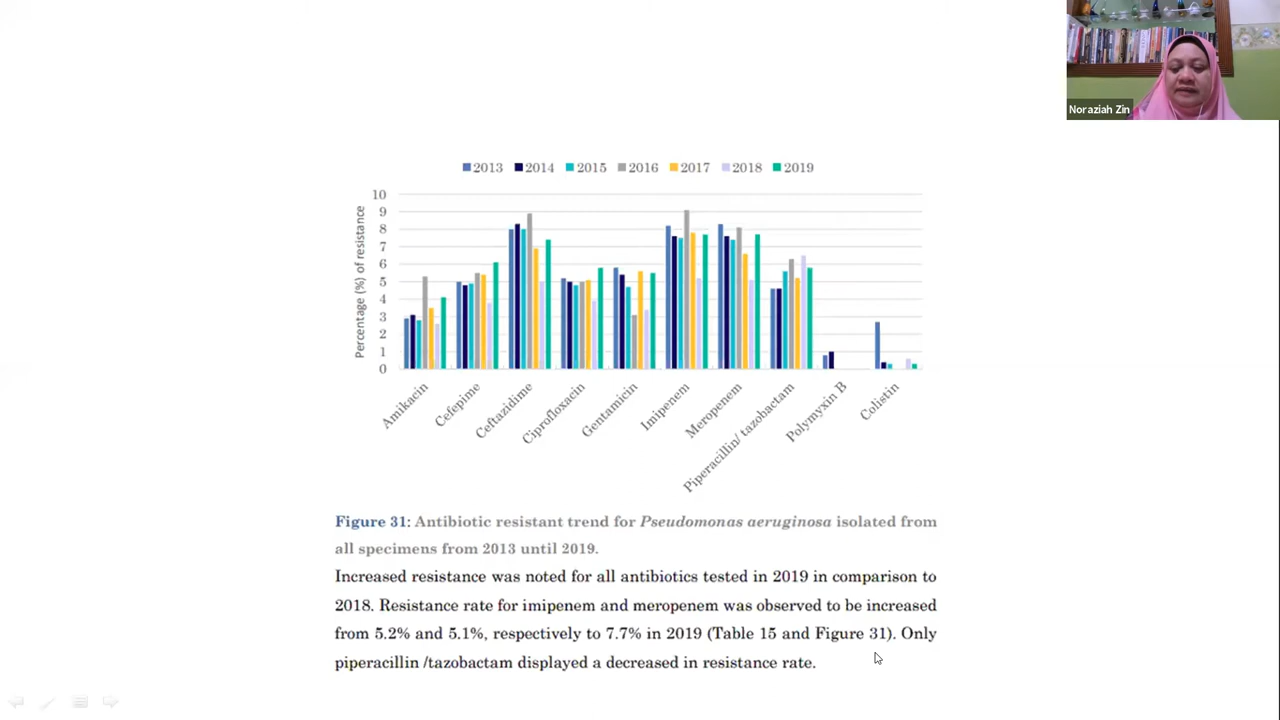 Noraziah Zin
2013 2014 2015 2016 2017 2018 2019
Percentage (%) of resistance
10
9
8
7
6
5
4
3
2
1
0
Amikacin
Cefepime
Ceftazidime
Ciprofloxacin
Gentamicin
Imipenem
Meropenem
Piperacillin/ tazobactam
Polymyxin B
Colistin
Figure 31: Antibiotic resistant trend for Pseudomonas aeruginosa isolated from
all specimens from 2013 until 2019.
Increased resistance was noted for all antibiotics tested in 2019 in comparison to
2018. Resistance rate for imipenem and meropenem was observed to be increased
from 5.2% and 5.1%, respectively to 7.7% in 2019 (Table 15 and Figure 31). Only
piperacillin /tazobactam displayed a decreased in resistance rate.